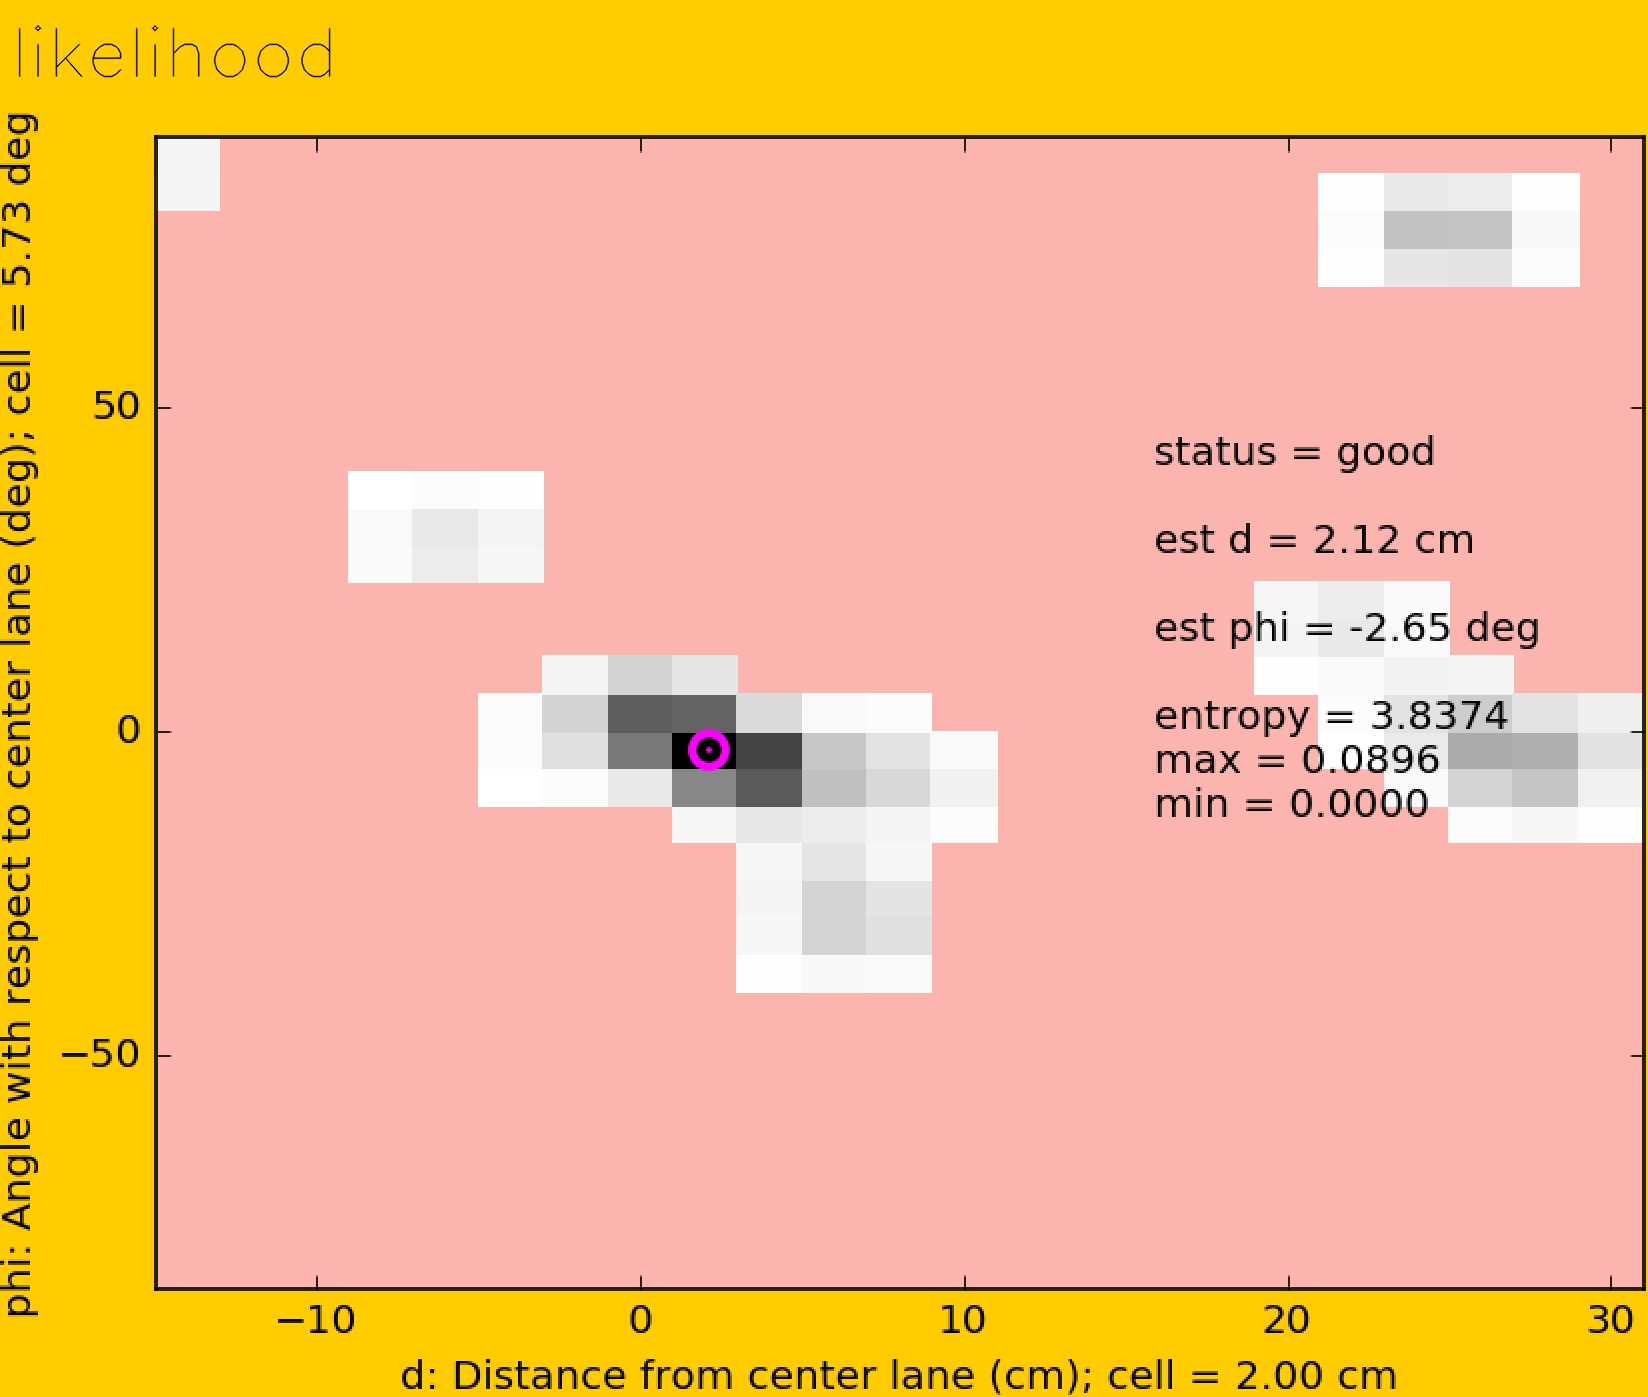 likelihood
phi: Angle with respect to center lane (deg); cell = 5.73 deg
50
0
−50
status = good
est d = 2.12 cm
est phi = -2.65 deg
entropy = 3.8374
max = 0.0896
min = 0.0000
−10 0 10 20 30
d: Distance from center lane (cm); cell = 2.00 cm